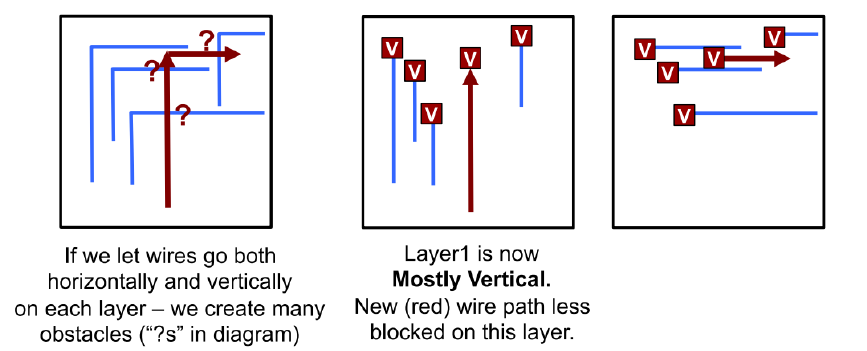 ?
?
?
V
V
V
V
V
V
V
V
V
V
If we let wires go both
horizontally and vertically
on each layer – we create many
obstacles (“?s” in diagram)
Layer1 is now
Mostly Vertical.
New (red) wire path less
blocked on this layer.